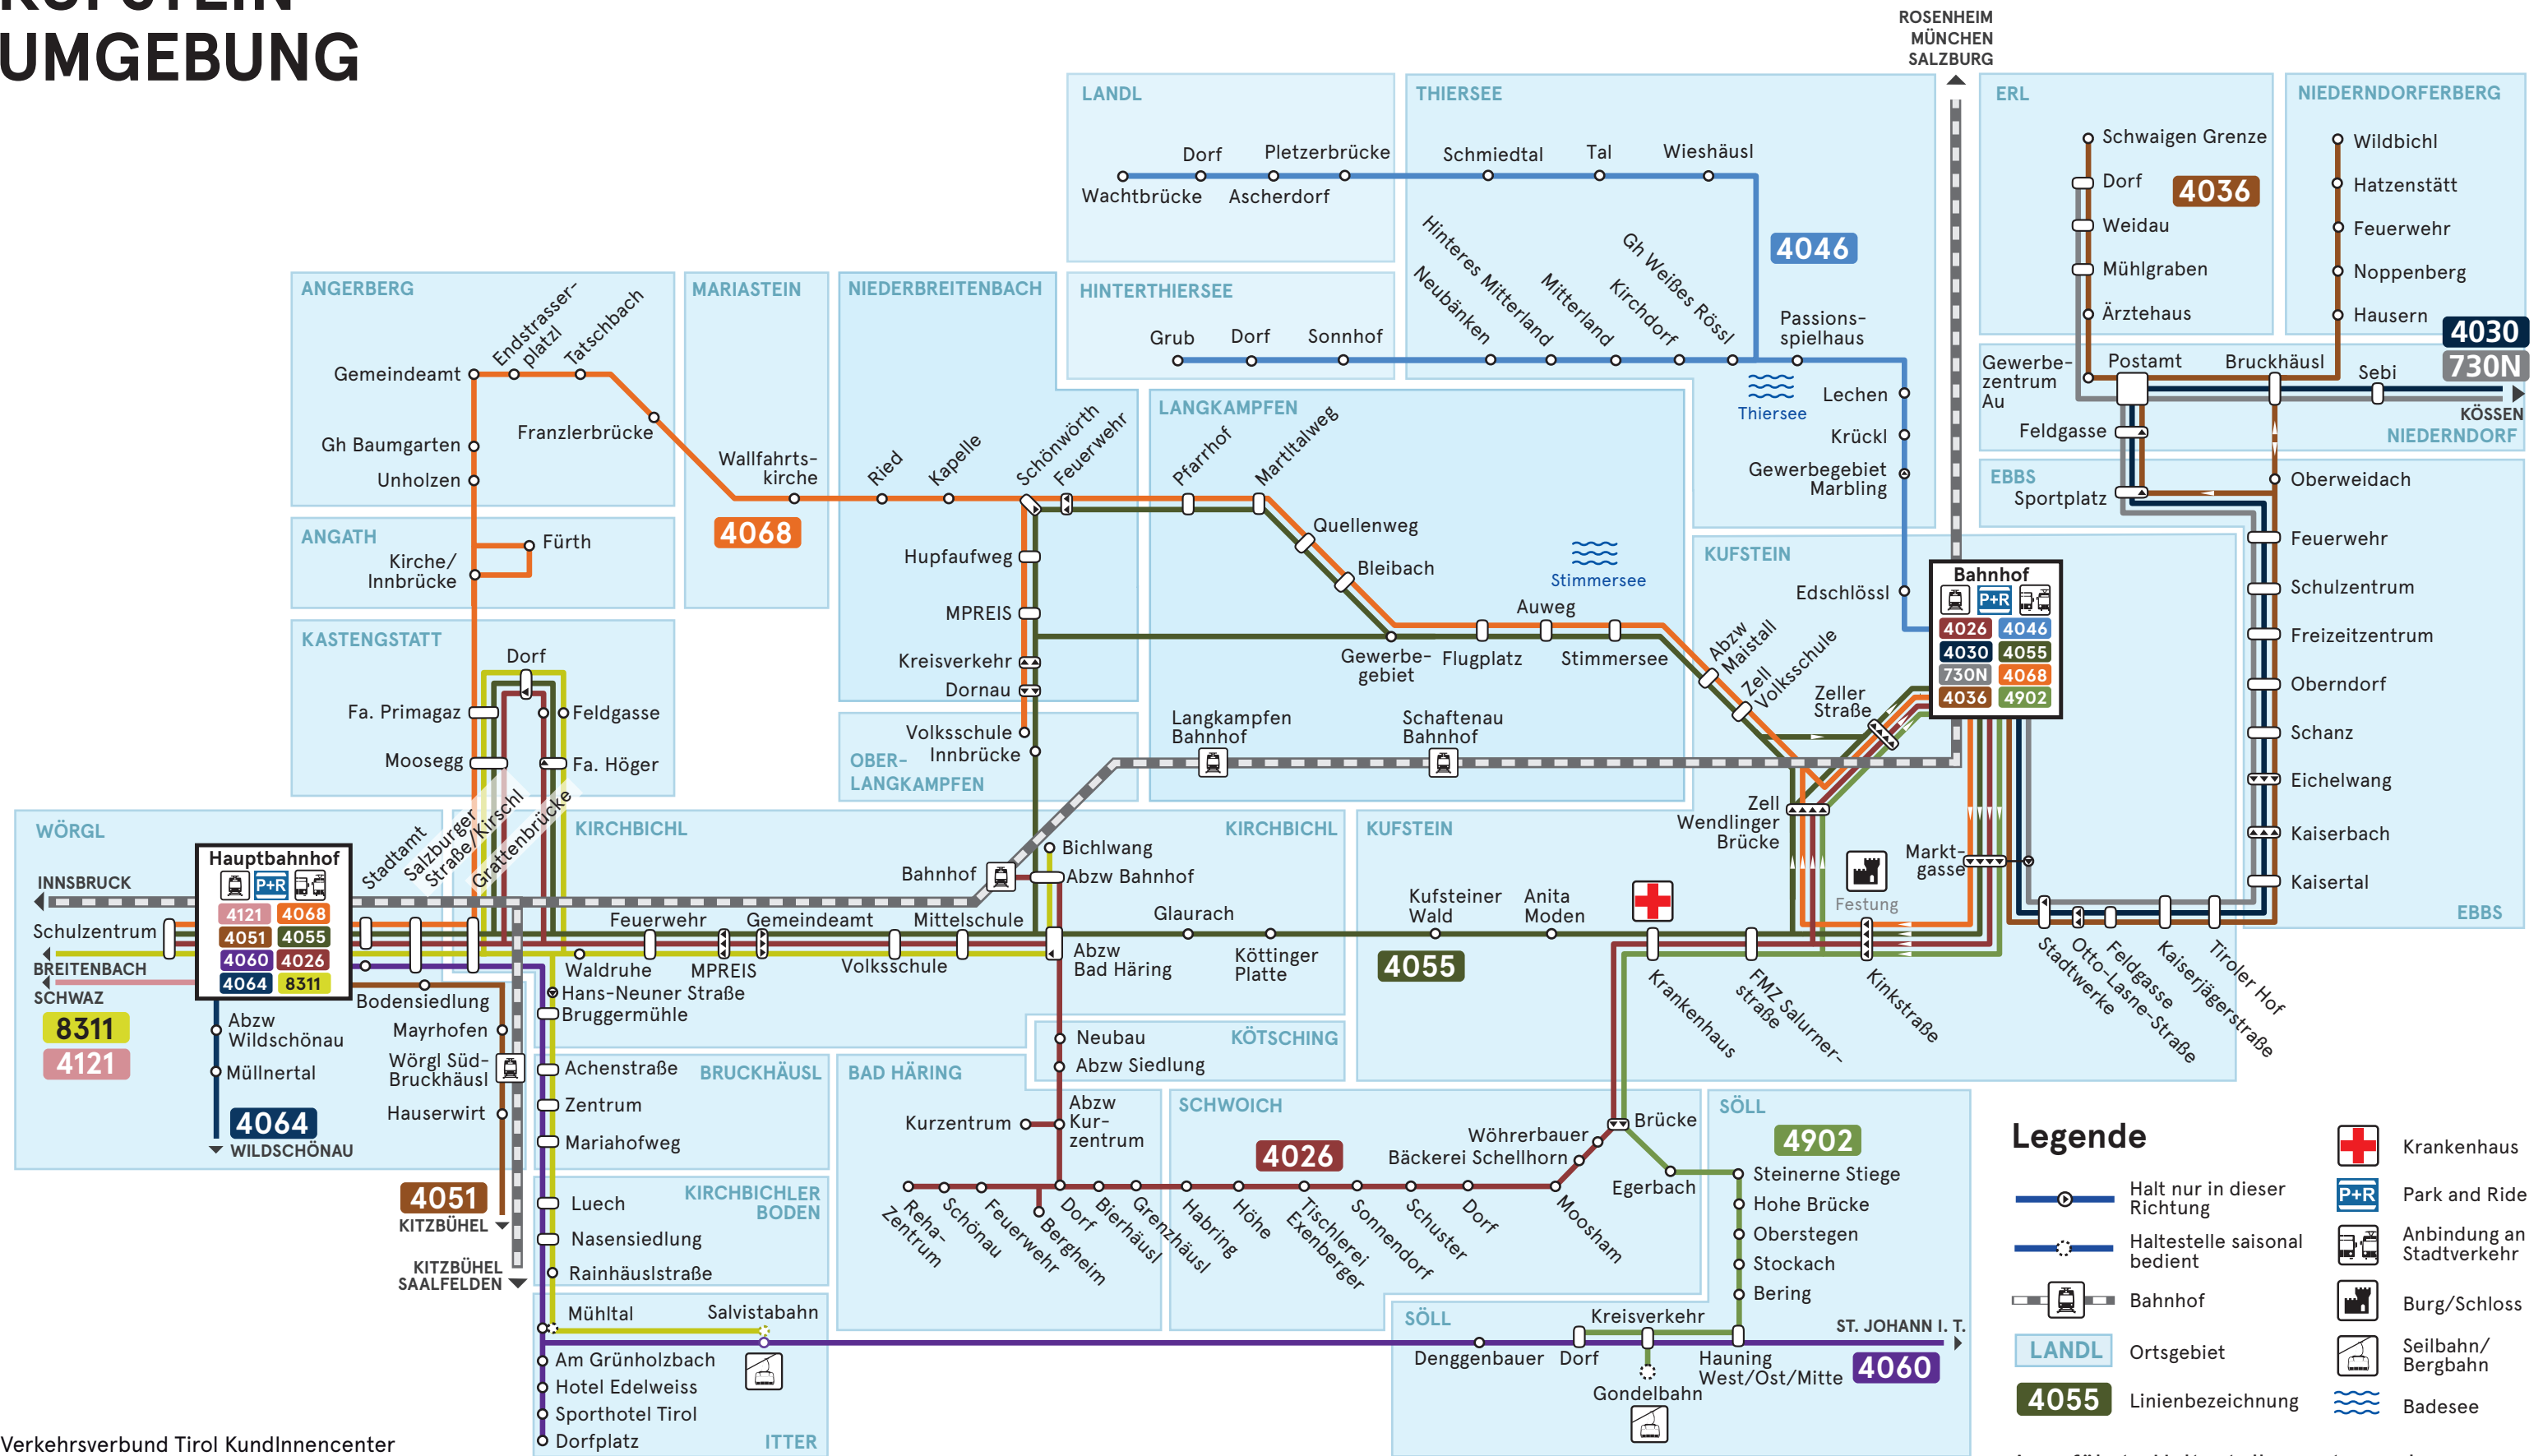 KUFSTEIN
UMGEBUNG
ROSENHEIM
MÜNCHEN
SALZBURG
LANDL
Wachtbrücke
Dorf
Ascherdorf
Pletzerbrücke
THIERSEE
Schmiedtal
Tal
Wieshäusl
4046
Neubänken
Hinteres Mitterland
Mitterland
Kirchdorf
Gh Weißes Rössl
Passions-
spielhaus
Thiersee
Lechen
Krückl
Gewerbegebiet
Marbling
Edschlössl
HINTERTHIERSEE
Grub
Dorf
Sonnhof
ERL
Schwaigen Grenze
Dorf
4036
Weidau
Mühlgraben
Ärztehaus
NIEDERNDORFERBERG
Wildbichl
Hatzenstätt
Feuerwehr
Noppenberg
Hausern
4030
730N
KÖSSEN
Gewerbe-
zentrum
Au
Postamt
Bruckhäusl
Sebi
Feldgasse
NIEDERNDORF
EBBS
Sportplatz
Oberweidach
Feuerwehr
Schulzentrum
Freizeitzentrum
Oberndorf
Schanz
Eichelwang
Kaiserbach
Kaisertal
EBBS
ANGERBERG
Endstrasser-
platzl
Tatschbach
Gemeindeamt
Franzlerbrücke
Gh Baumgarten
Unholzen
MARIASTEIN
Wallfahrts-
kirche
4068
NIEDERBREITENBACH
Ried
Kapelle
Schönwörth
Feuerwehr
Hupfaufweg
MPREIS
Kreisverkehr
Dornau
OBER-
LANGKAMPFEN
Volksschule
Innbrücke
LANGKAMPFEN
Pfarrhof
Martltalweg
Quellenweg
Bleibach
Stimmersee
Auweg
Gewerbe-
gebiet
Flugplatz
Stimmersee
Langkampfen
Bahnhof
Schaftenau
Bahnhof
KUFSTEIN
Abzw
Maistall
Zell
Volksschule
Zeller
Straße
Bahnhof
P+R
4026
4046
4030
4055
730N
4068
4036
4902
Zell
Wendlinger
Brücke
Markt-
gasse
Festung
ANGATH
Kirche/
Innbrücke
Fürth
KASTENGSTATT
Dorf
Fa. Primagaz
Feldgasse
Moosegg
Fa. Höger
WÖRGL
Hauptbahnhof
P+R
4121
4068
4051
4055
4060
4026
4064
8311
INNSBRUCK
Schulzentrum
BREITENBACH
SCHWAZ
8311
4121
Stadtamt
Salzburger
Straße/Kirschl
Grattenbrücke
Abzw
Wildschönau
Müllnertal
4064
WILDSCHÖNAU
Bodensiedlung
Mayrhofen
Wörgl Süd-
Bruckhäusl
Hauserwirt
4051
KITZBÜHEL
KITZBÜHEL
SAALFELDEN
KIRCHBICHL
KIRCHBICHL
Bahnhof
Bichlwang
Abzw Bahnhof
Feuerwehr
Gemeindeamt
Mittelschule
Waldruhe
MPREIS
Volksschule
Abzw
Bad Häring
Hans-Neuner Straße
Bruggermühle
Glaurach
Köttinger
Platte
KUFSTEIN
Kufsteiner
Wald
Anita
Moden
4055
Krankenhaus
FMZ Salurner-
straße
Kinkstraße
Stadtwerke
Otto-Lasne-Straße
Feldgasse
Kaiserjägerstraße
Tiroler Hof
BRUCKHÄUSL
Achenstraße
Zentrum
Mariahofweg
KIRCHBICHLER
BODEN
Luech
Nasensiedlung
Rainhäuslstraße
Mühltal
Salvistabahn
Am Grünholzbach
Hotel Edelweiss
Sporthotel Tirol
Dorfplatz
ITTER
KÖTSCHING
Neubau
Abzw Siedlung
BAD HÄRING
Kurzentrum
Abzw
Kur-
zentrum
Reha-
Zentrum
Schönau
Feuerwehr
Bergheim
Dorf
Bierhäusl
Grenzhäusl
SCHWOICH
4026
Habring
Höhe
Tischlerei
Exenberger
Sonnendorf
Schuster
Dorf
Moosham
Bäckerei Schellhorn
Wöhrerbauer
Brücke
Egerbach
SÖLL
4902
Steinerne Stiege
Hohe Brücke
Oberstegen
Stockach
Bering
SÖLL
Kreisverkehr
Denggenbauer
Dorf
Gondelbahn
Hauning
West/Ost/Mitte
ST. JOHANN I. T.
4060
Legende
Halt nur in dieser
Richtung
Haltestelle saisonal
bedient
Bahnhof
LANDL
Ortsgebiet
4055
Linienbezeichnung
Krankenhaus
P+R
Park and Ride
Anbindung an
Stadtverkehr
Burg/Schloss
Seilbahn/
Bergbahn
Badesee
Verkehrsverbund Tirol KundInnencenter